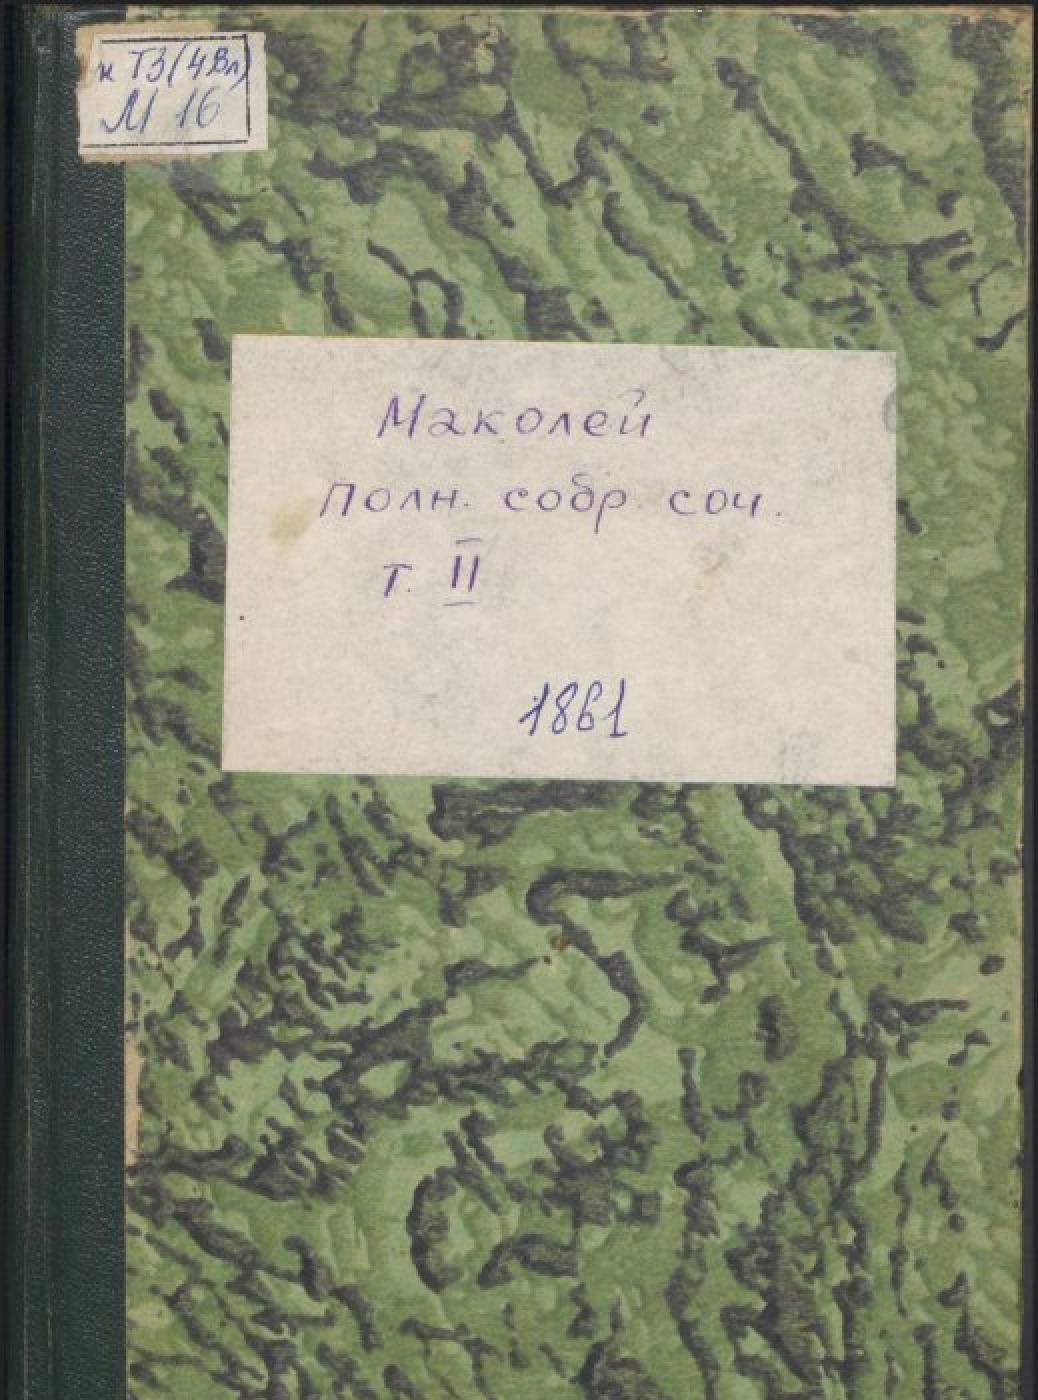 и Т3(4Вл)
М 16
Маколей
Полн. собр. соч.
т. II
1861